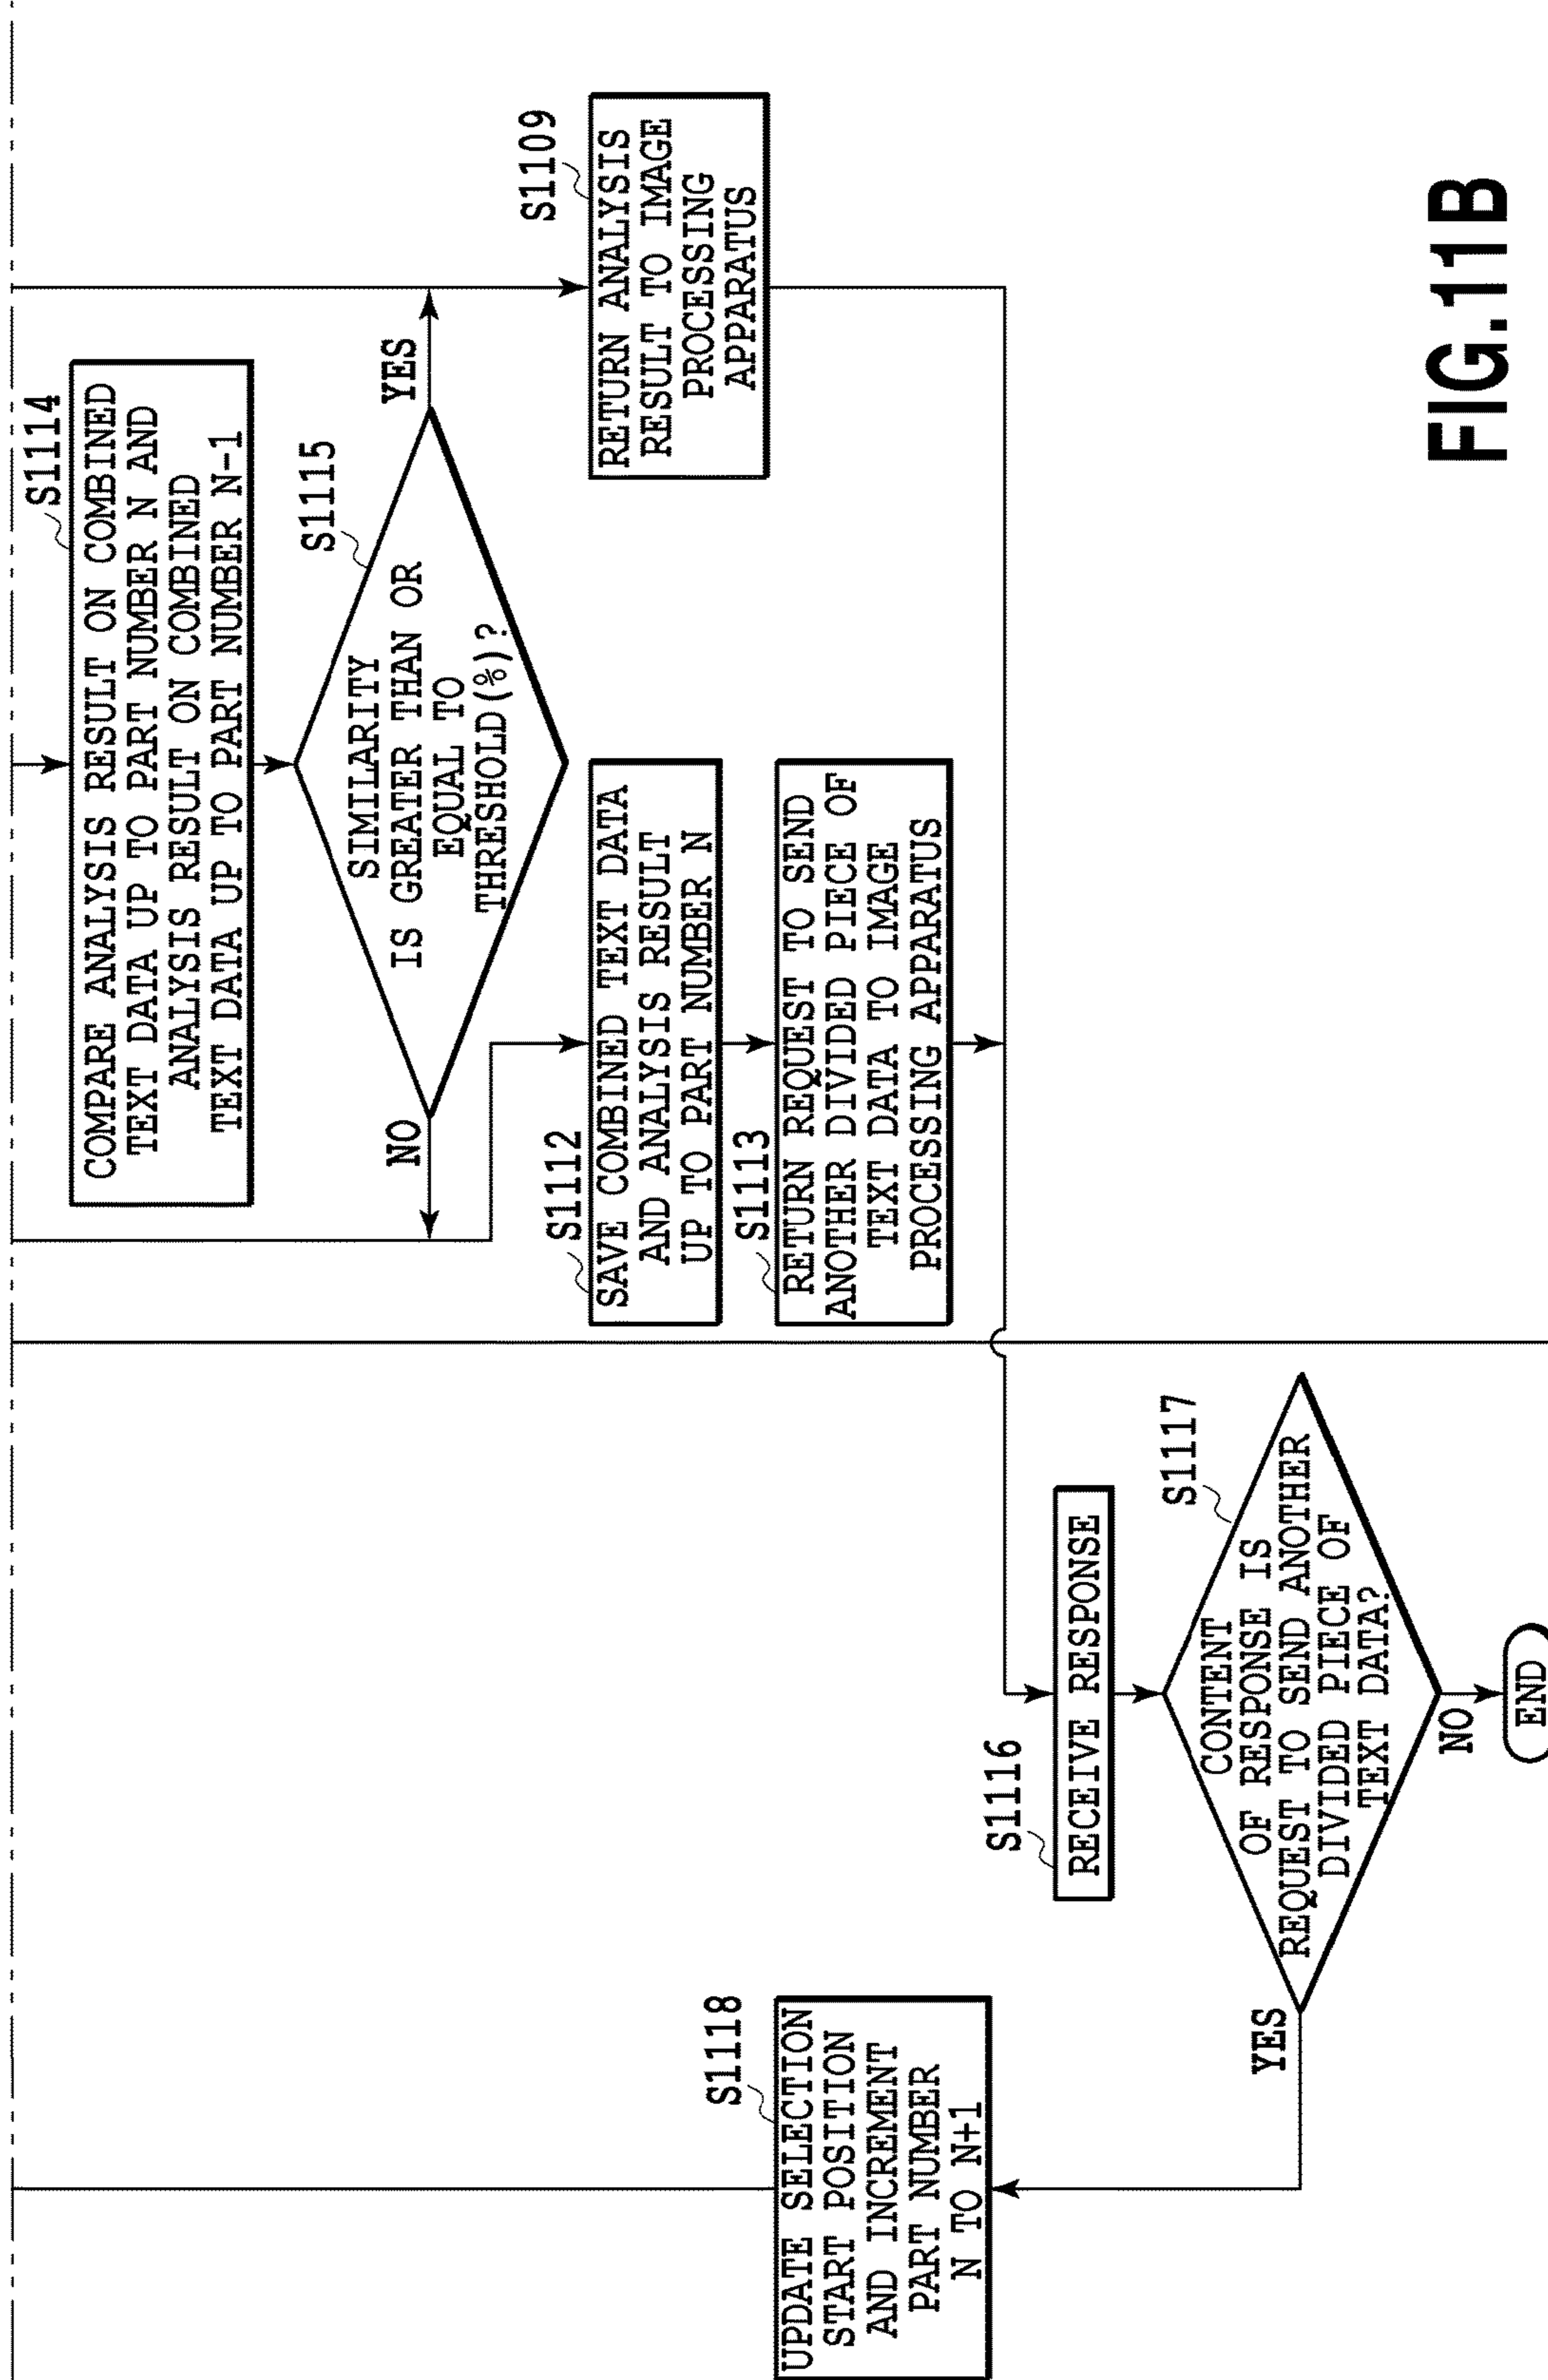 S1114
COMPARE ANALYSIS RESULT ON COMBINED
TEXT DATA UP TO PART NUMBER N AND
ANALYSIS RESULT ON COMBINED
TEXT DATA UP TO PART NUMBER N-1
S1115
SIMILARITY
IS GREATER THAN OR
EQUAL TO
THRESHOLD(%)?
NO
YES
S1112
SAVE COMBINED TEXT DATA
AND ANALYSIS RESULT
UP TO PART NUMBER N
S1109
RETURN ANALYSIS
RESULT TO IMAGE
PROCESSING
APPARATUS
S1113
RETURN REQUEST TO SEND
ANOTHER DIVIDED PIECE OF
TEXT DATA TO IMAGE
PROCESSING APPARATUS
S1118
UPDATE SELECTION
START POSITION
AND INCREMENT
PART NUMBER
N TO N+1
S1116
RECEIVE RESPONSE
S1117
CONTENT
OF RESPONSE IS
REQUEST TO SEND ANOTHER
DIVIDED PIECE OF
TEXT DATA?
YES
NO
END
FIG.11B